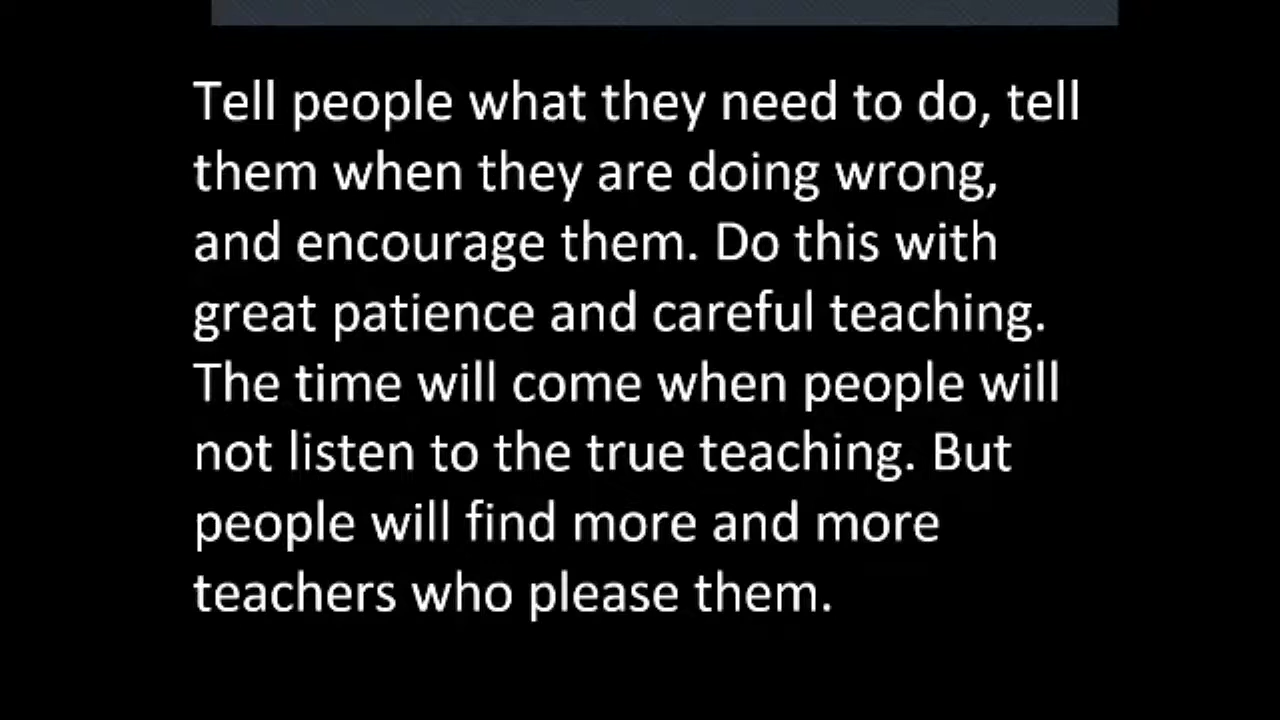 Tell people what they need to do, tell
them when they are doing wrong,
and encourage them. Do this with
great patience and careful teaching.
The time will come when people will
not listen to the true teaching. But
people will find more and more
teachers who please them.